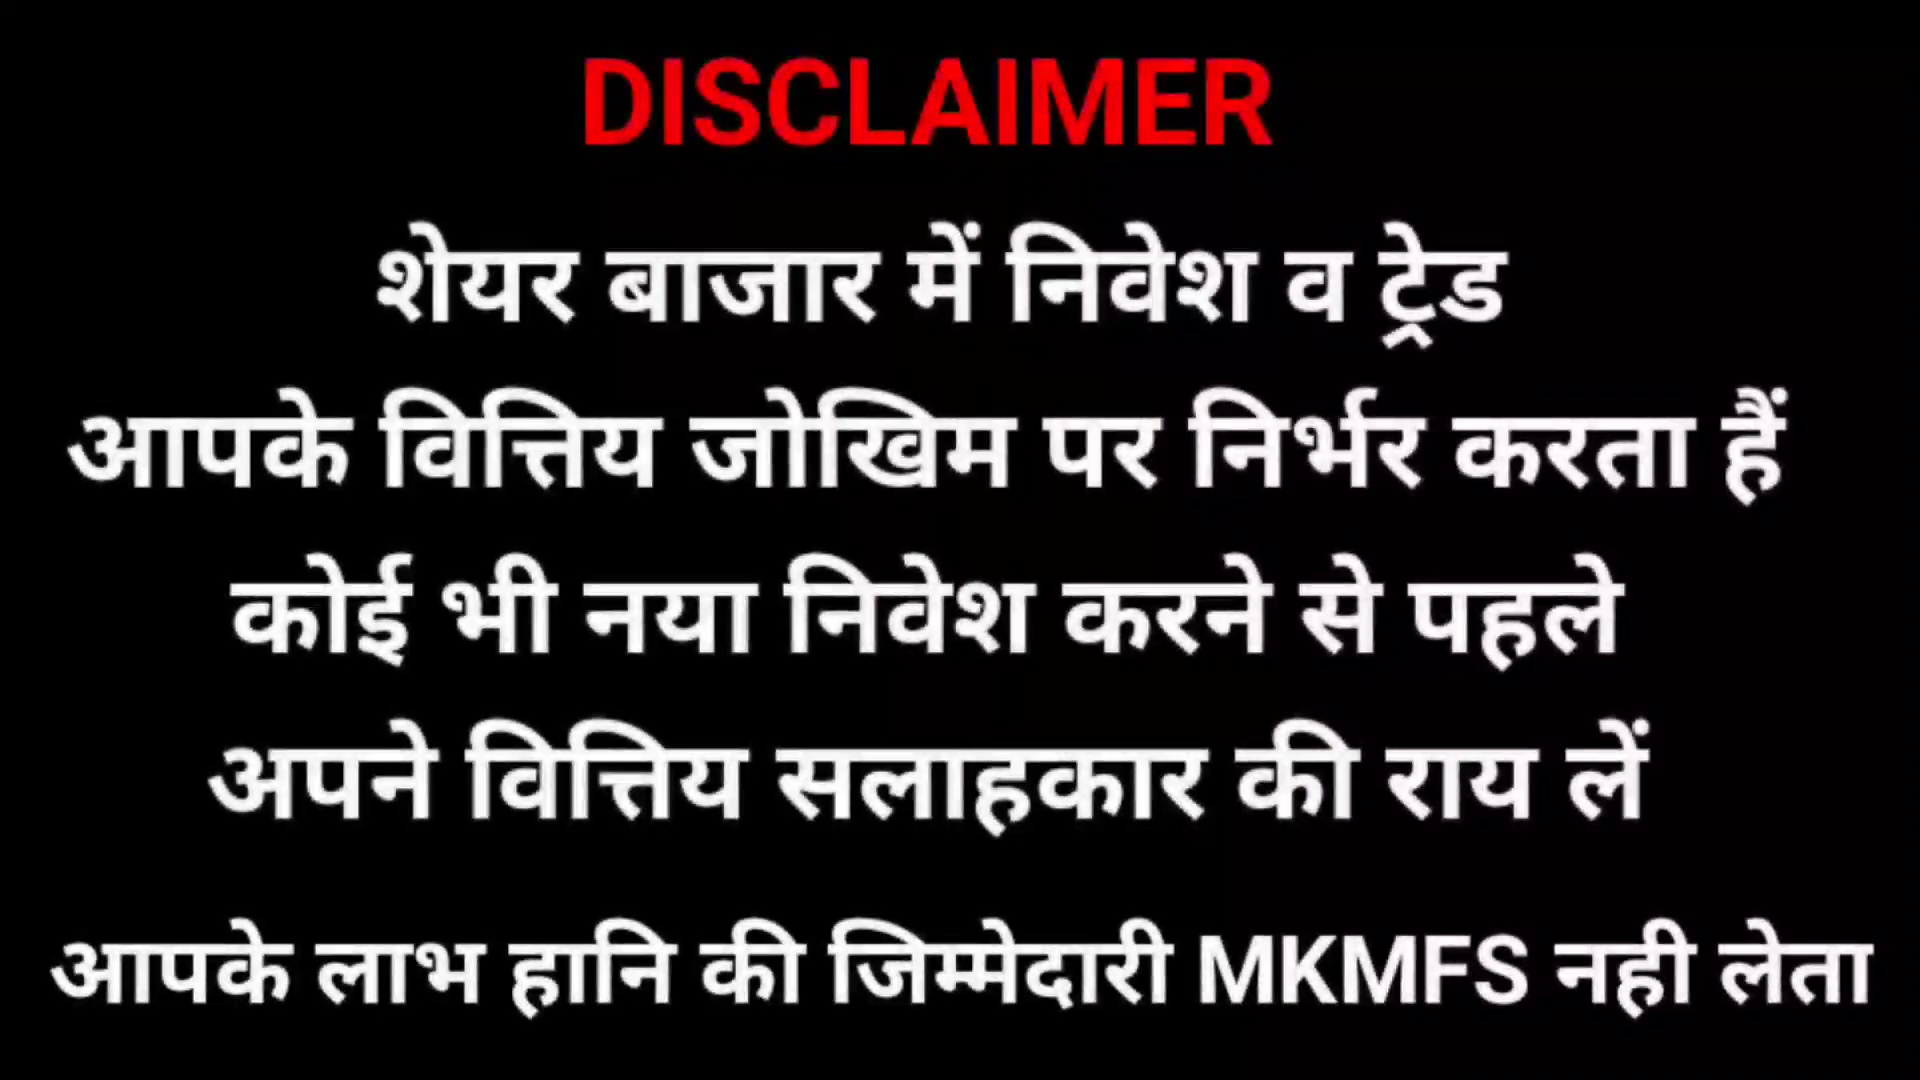 DISCLAIMER
शेयर बाजार में निवेश व ट्रेड
आपके वित्तिय जोखिम पर निर्भर करता हैं
कोई भी नया निवेश करने से पहले
अपने वित्तिय सलाहकार की राय लें
आपके लाभ हानि की जिम्मेदारी MKMFS नही लेता